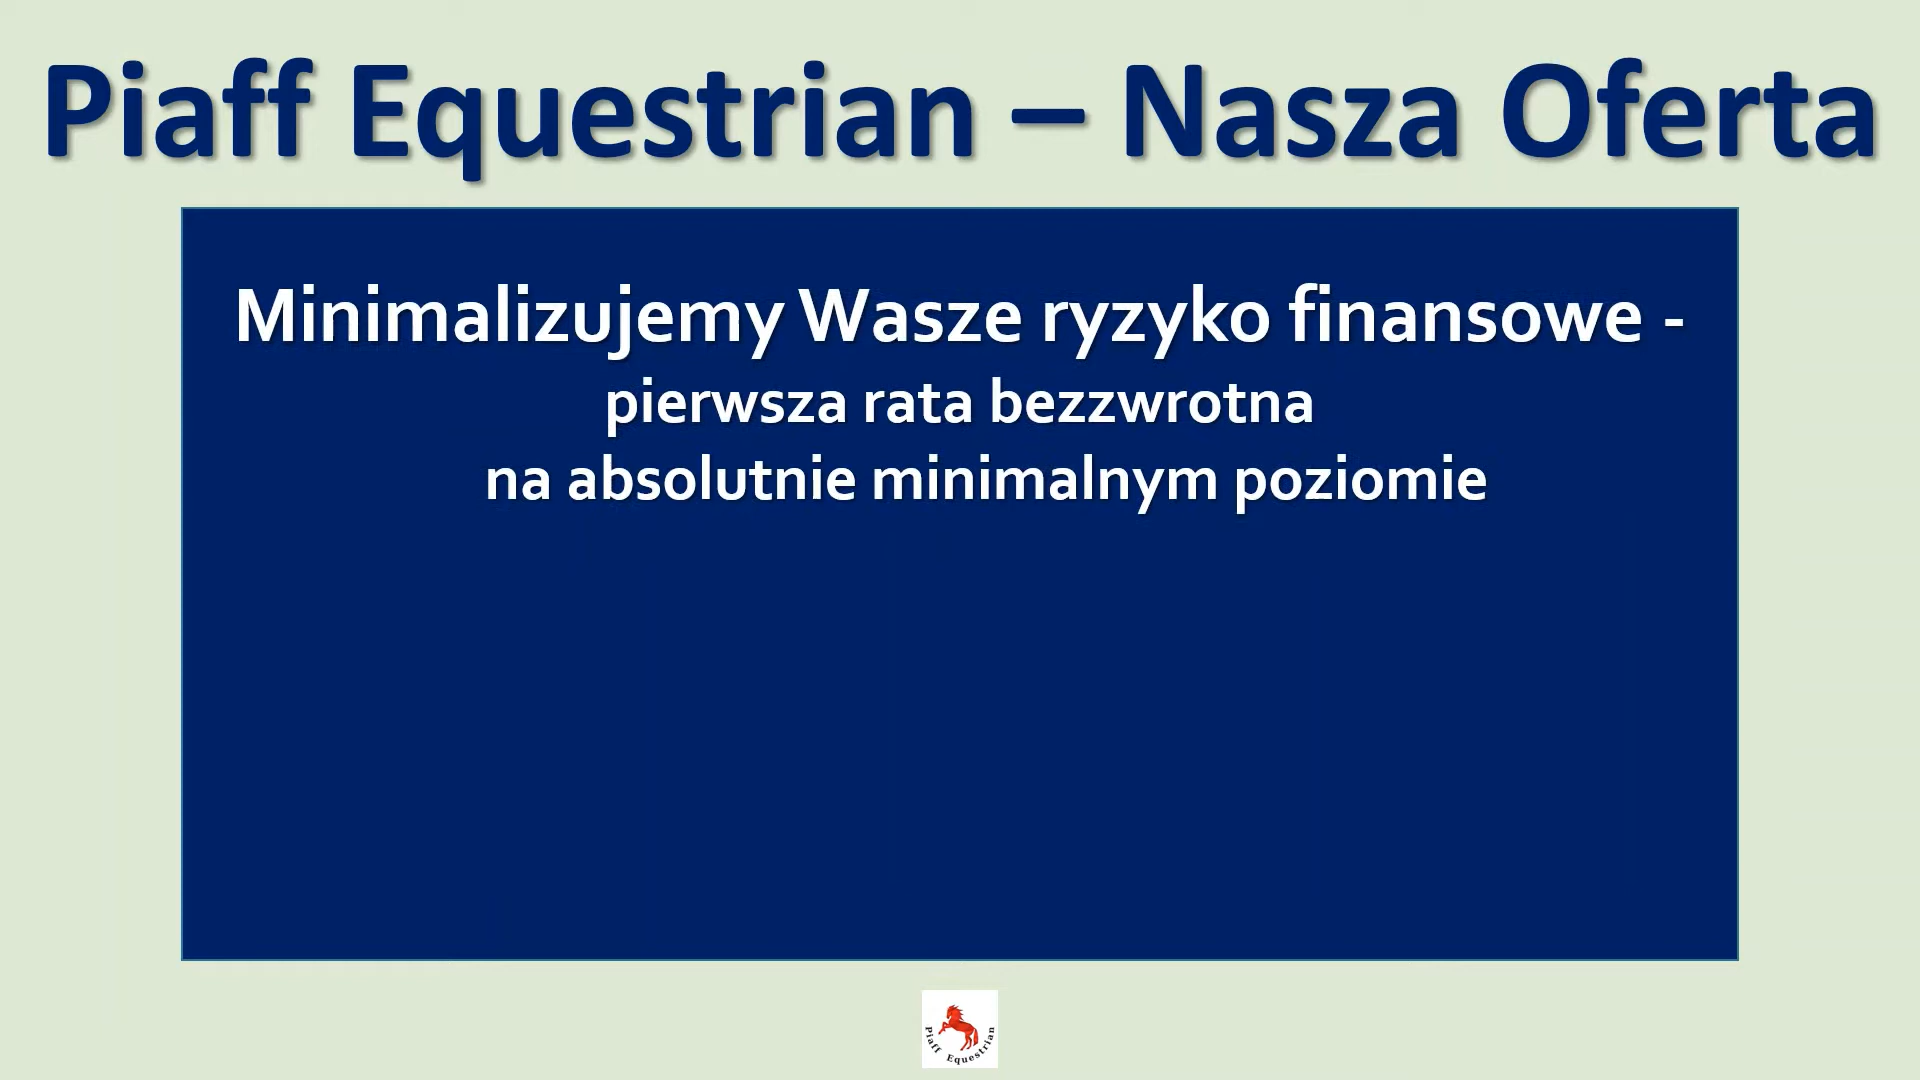 Piaff Equestrian – Nasza Oferta
Minimalizujemy Wasze ryzyko finansowe -
pierwsza rata bezzwrotna
na absolutnie minimalnym poziomie
Piaff Equestrian